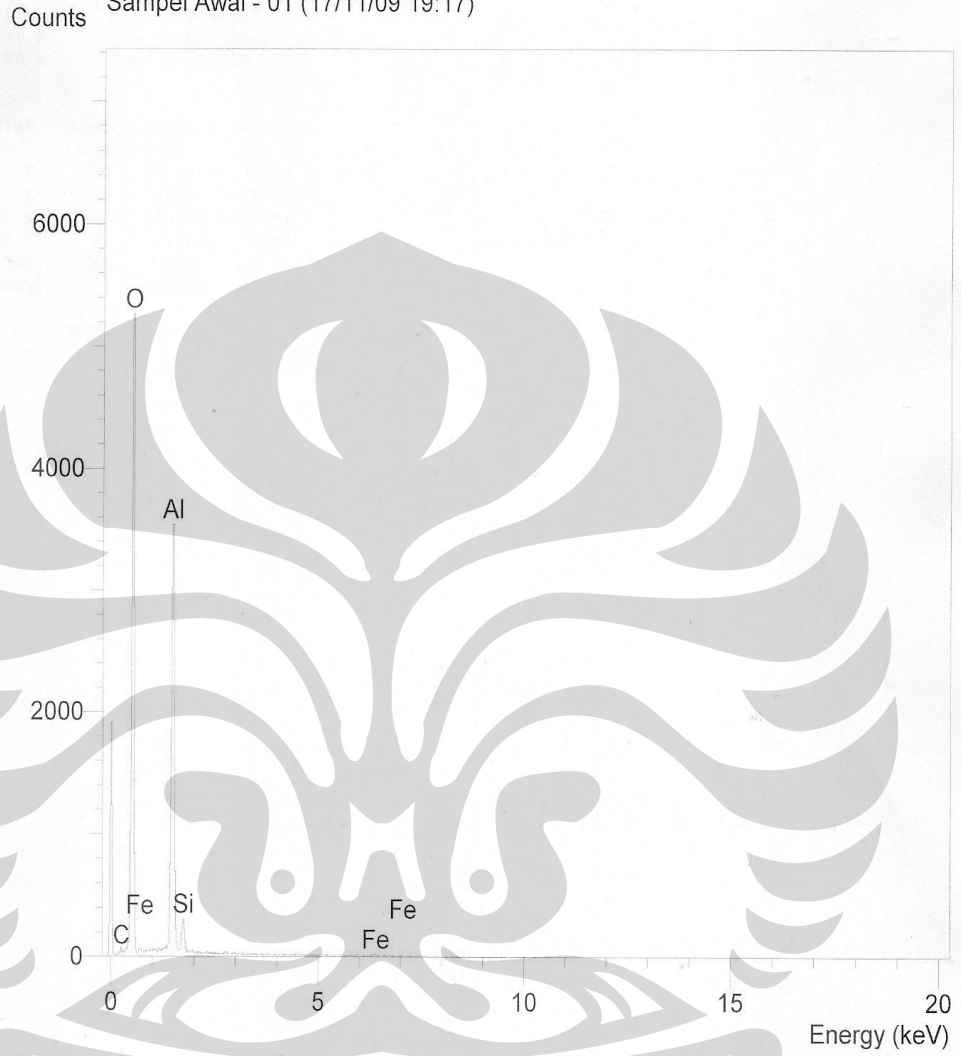 Sampel Awal - 01 (17/11/09 19:17)
Counts
6000
O
4000
Al
2000
Fe Si
C
Fe
Fe
0
0 5 10 15 20
Energy (keV)